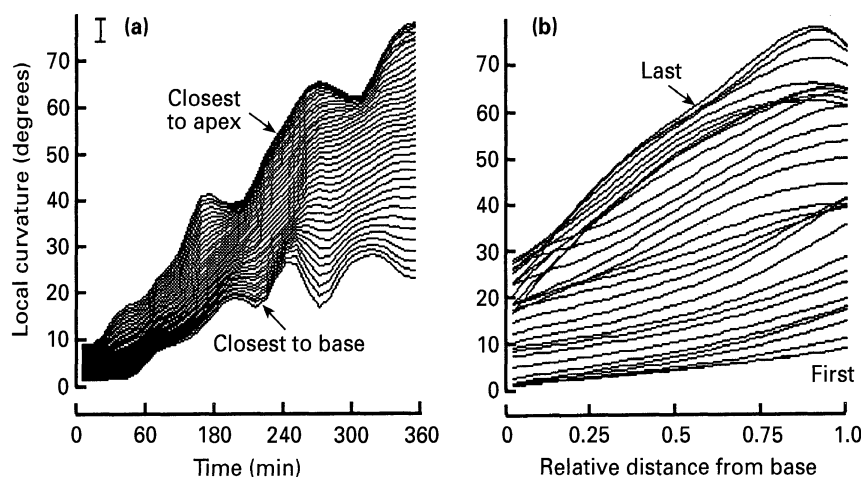 (a)
Local curvature (degrees)
70
60
50
40
30
20
10
0
Closest
to apex
Closest to base
0
60
180
240
300
360
Time (min)
(b)
70
60
50
40
30
20
10
0
Last
First
0
0.25
0.5
0.75
1.0
Relative distance from base